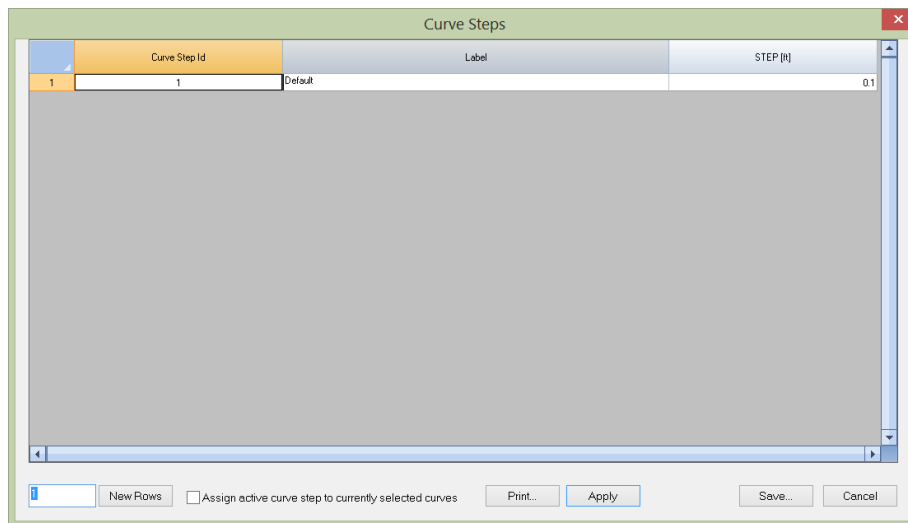 Curve Steps
Curve Step Id Label STEP [ft]
1 1 Default 0.1
1 New Rows Assign active curve step to currently selected curves Print... Apply Save... Cancel